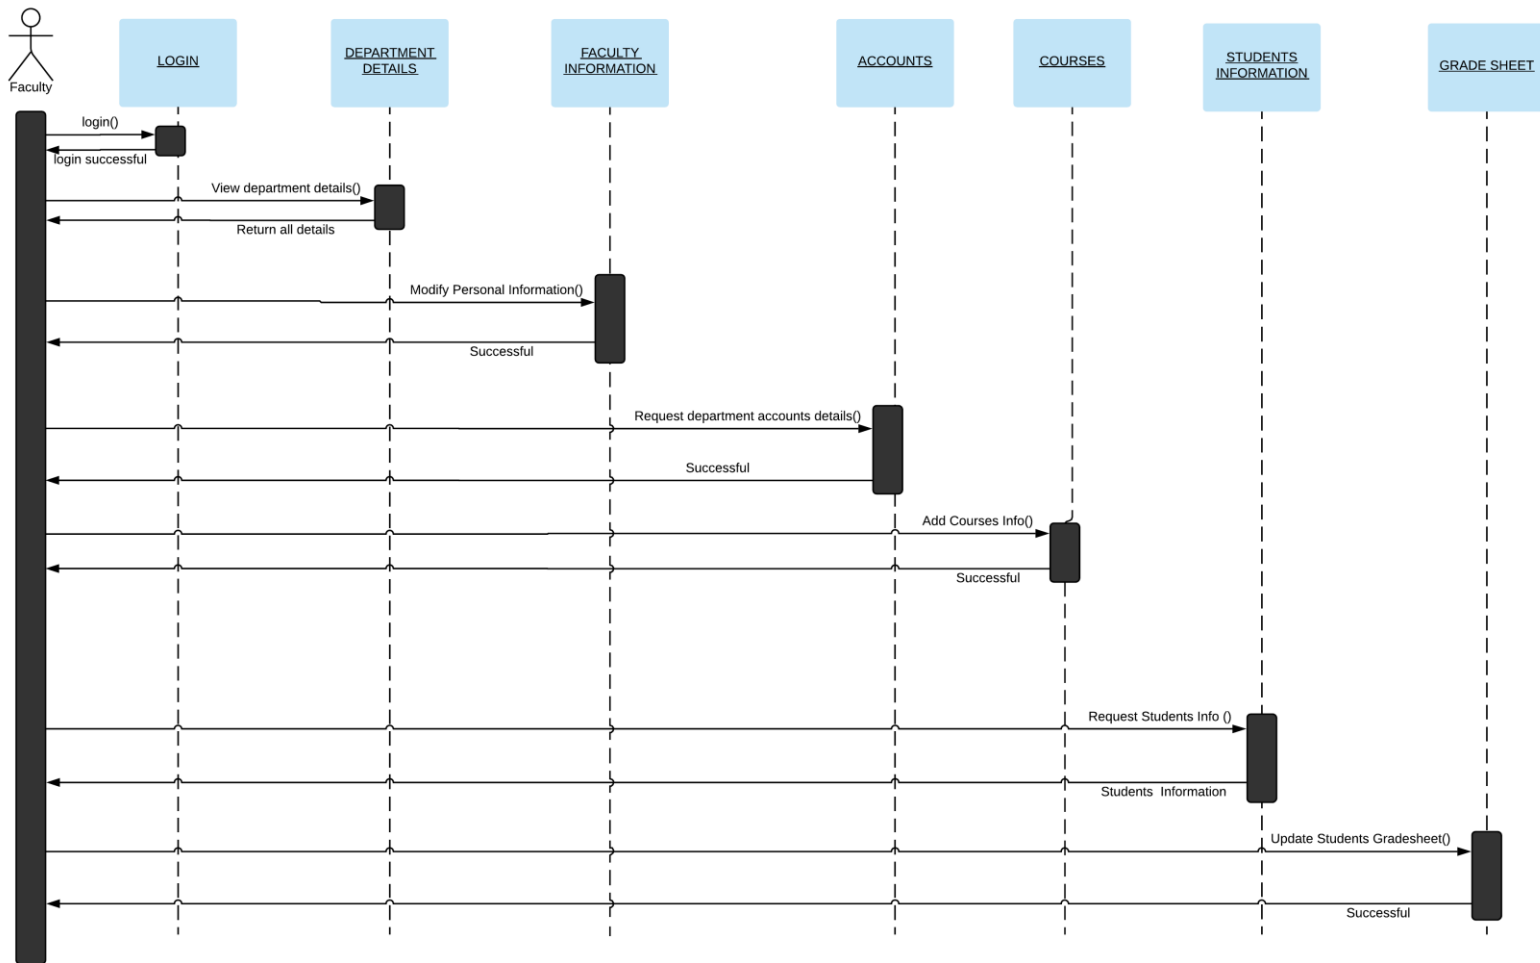 Faculty
LOGIN
DEPARTMENT
DETAILS
FACULTY
INFORMATION
ACCOUNTS
COURSES
STUDENTS
INFORMATION
GRADE SHEET
login()
login successful
View department details()
Return all details
Modify Personal Information()
Successful
Request department accounts details()
Successful
Add Courses Info()
Successful
Request Students Info ()
Students  Information
Update Students Gradesheet()
Successful